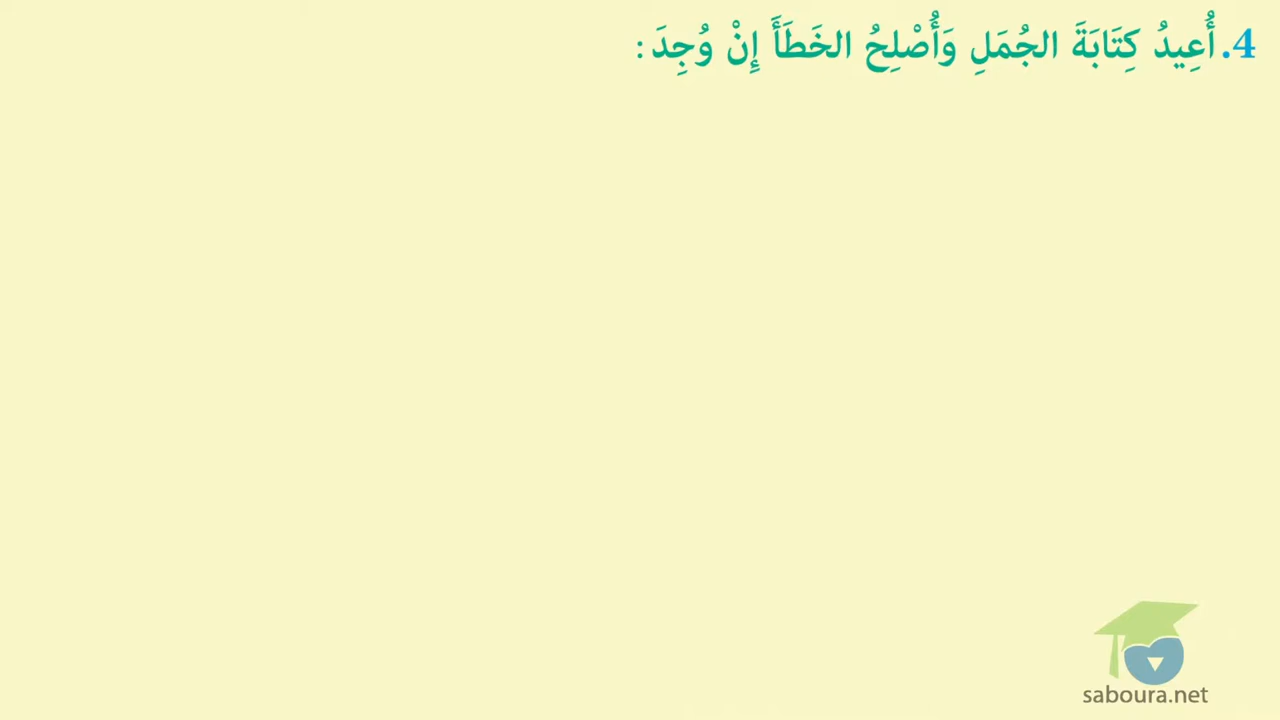 4. أُعِيدُ كِتَابَةَ الجُمَلِ وَأُصْلِحُ الخَطَأَ إِنْ وُجِدَ :
saboura.net